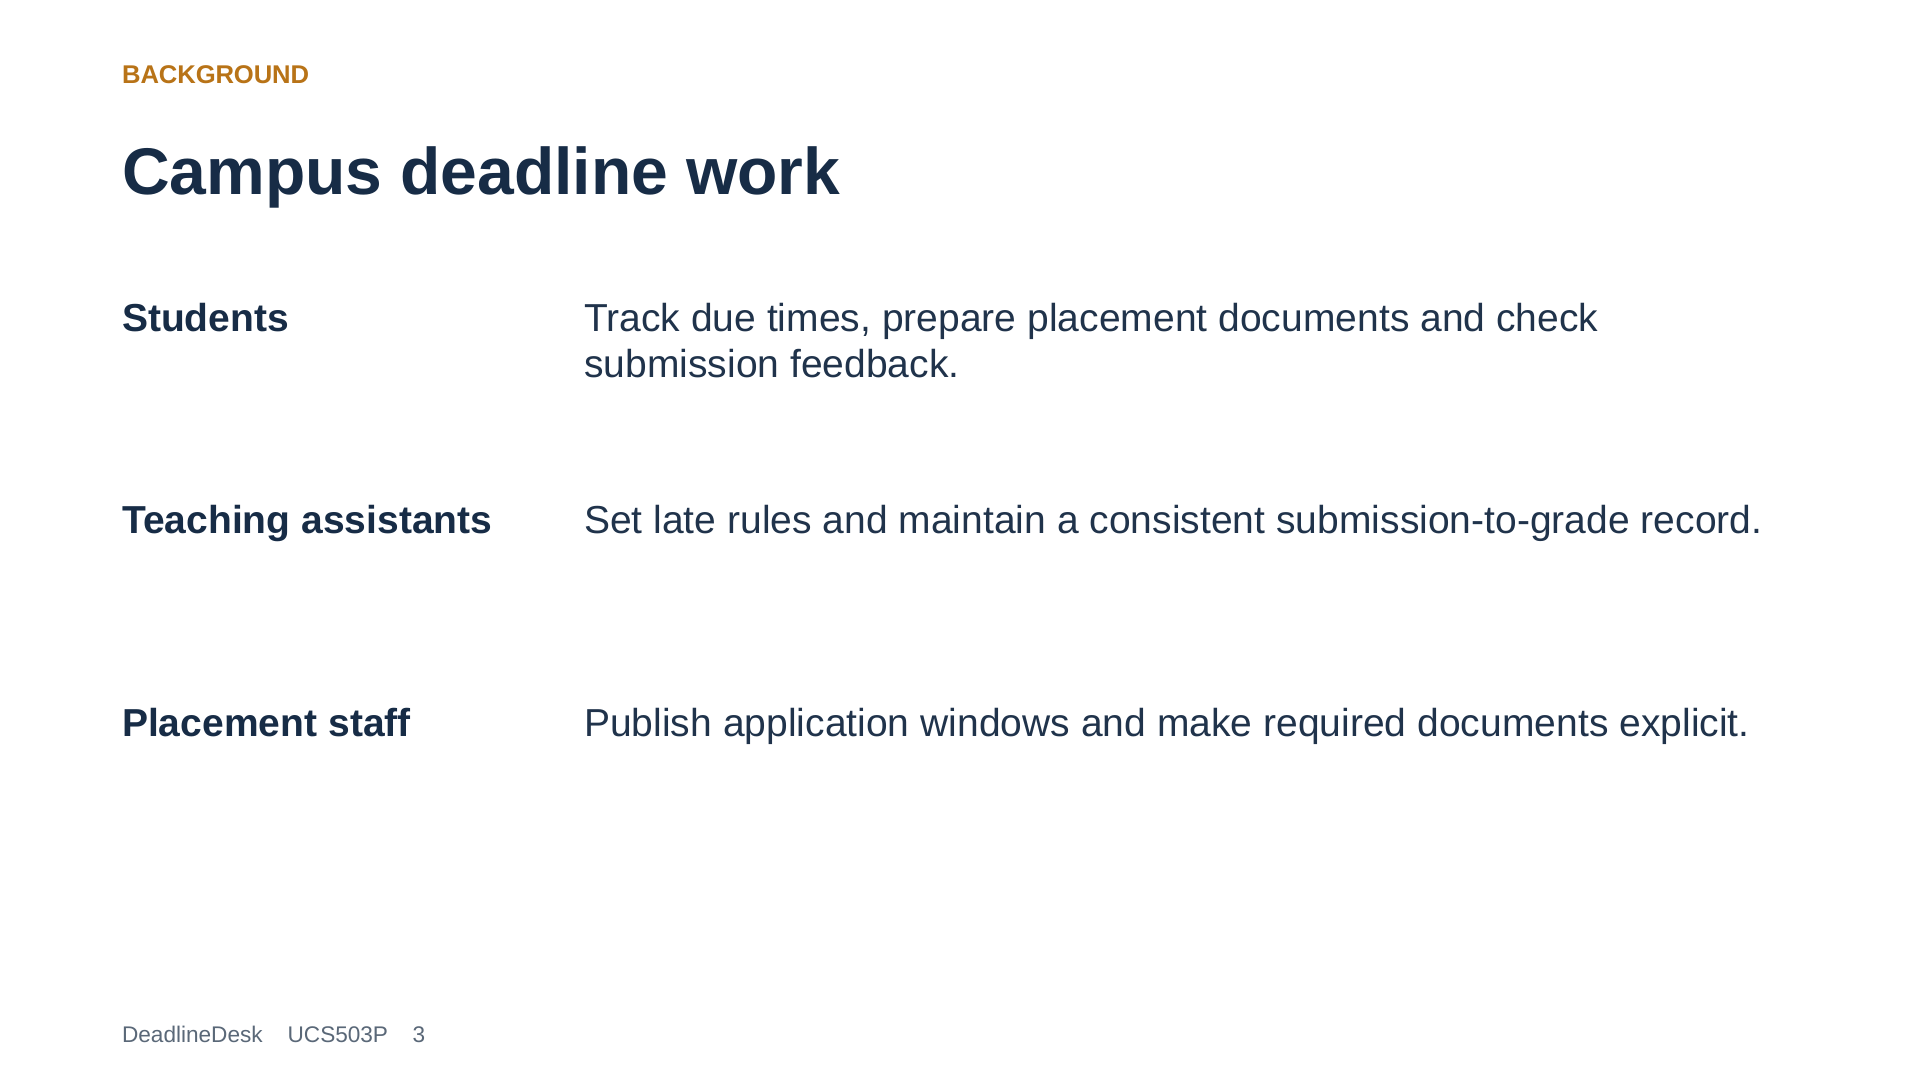 BACKGROUND
Campus deadline work
Students
Track due times, prepare placement documents and check
submission feedback.
Teaching assistants
Set late rules and maintain a consistent submission-to-grade record.
Placement staff
Publish application windows and make required documents explicit.
DeadlineDesk UCS503P 3